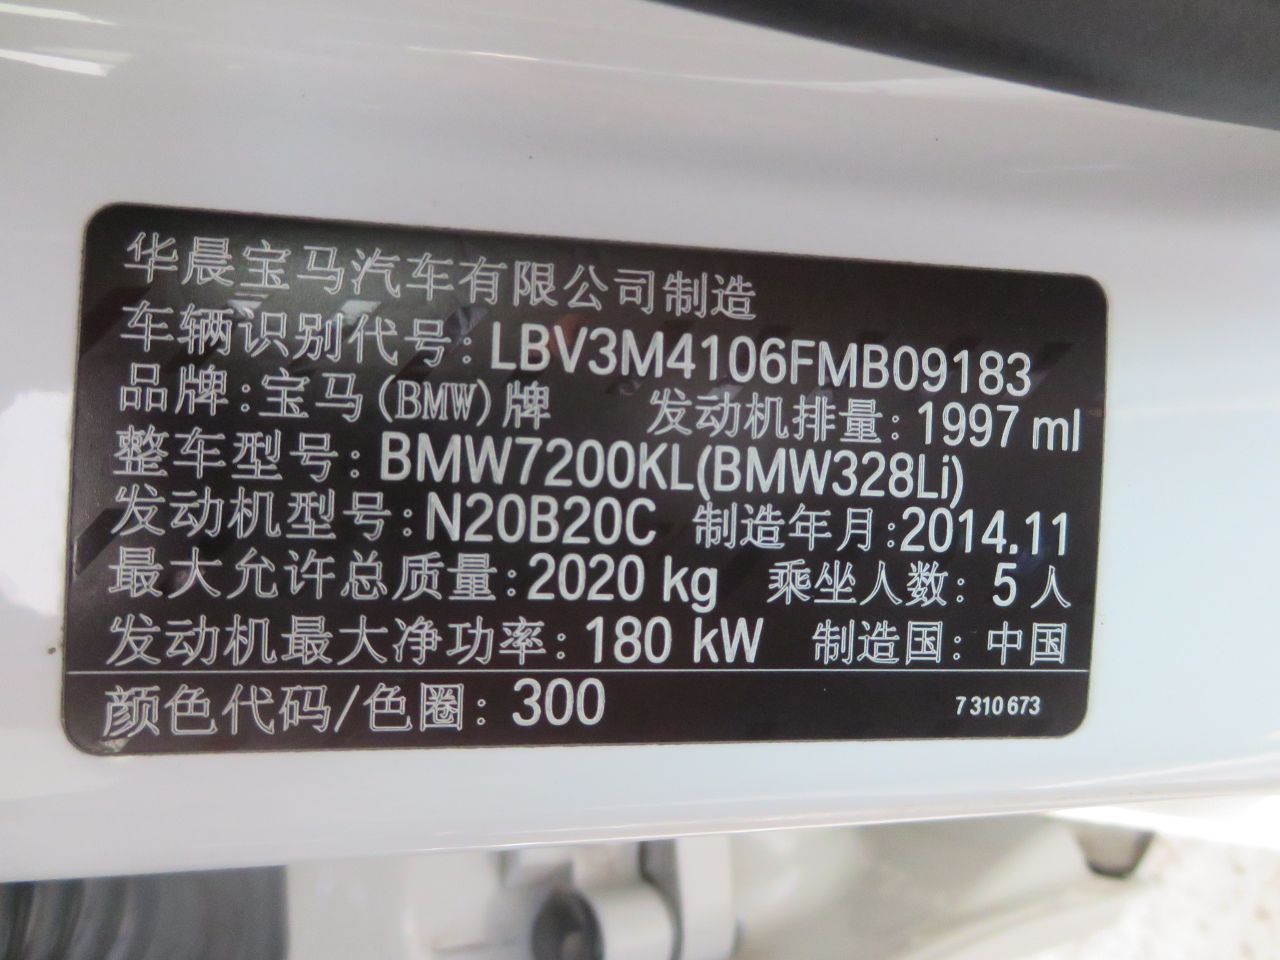 华晨宝马汽车有限公司制造
车辆识别代号: LBV3M4106FMB09183
品牌:宝马(BMW)牌 发动机排量: 1997 ml
整车型号: BMW7200KL(BMW328Li)
发动机型号: N20B20C 制造年月:2014.11
最大允许总质量: 2020 kg 乘坐人数: 5 人
发动机最大净功率: 180 kW 制造国: 中国
颜色代码/色圈: 300 7 310 673